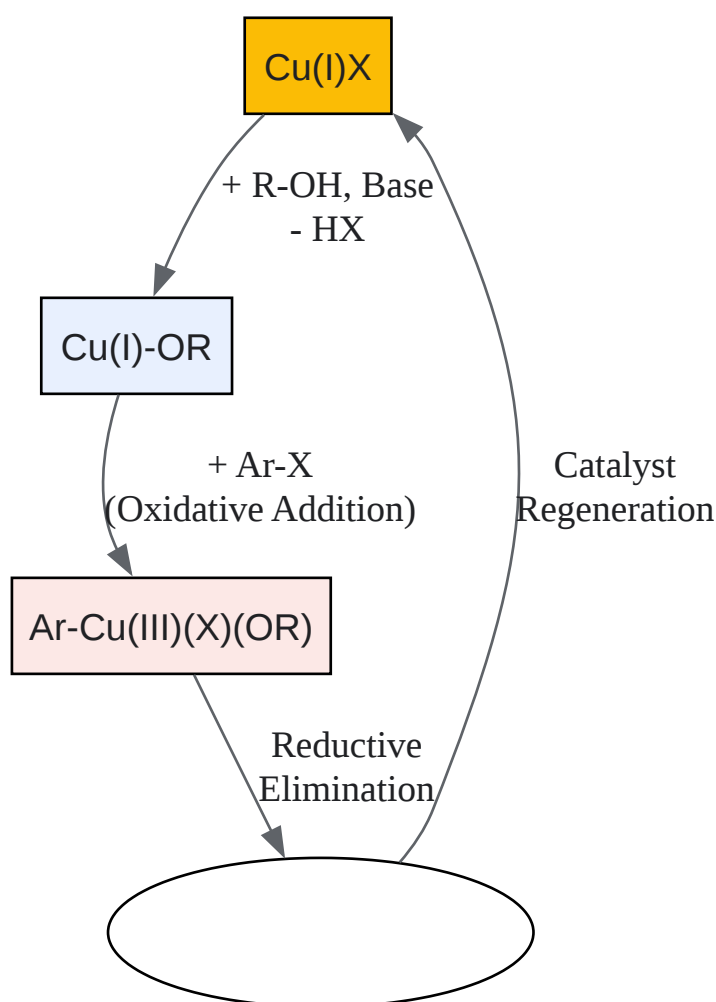 Cu(I)X
+ R-OH, Base
- HX
Cu(I)-OR
+ Ar-X
(Oxidative Addition)
Catalyst
Regeneration
Ar-Cu(III)(X)(OR)
Reductive
Elimination